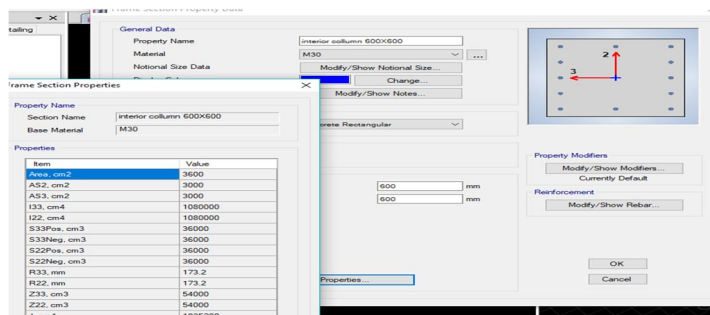 tailing
Frame Section Property Data
General Data
Property Name
interior collumn 600X600
Material
M30
...
Notional Size Data
Modify/Show Notional Size...
Change...
Modify/Show Notes...
crete Rectangular
600
mm
600
mm
Properties...
2
3
Property Modifiers
Modify/Show Modifiers...
Currently Default
Reinforcement
Modify/Show Rebar...
OK
Cancel
Frame Section Properties
Property Name
Section Name
interior collumn 600X600
Base Material
M30
Properties
Item
Value
Area, cm2
3600
AS2, cm2
3000
AS3, cm2
3000
I33, cm4
1080000
I22, cm4
1080000
S33Pos, cm3
36000
S33Neg, cm3
36000
S22Pos, cm3
36000
S22Neg, cm3
36000
R33, mm
173.2
R22, mm
173.2
Z33, cm3
54000
Z22, cm3
54000